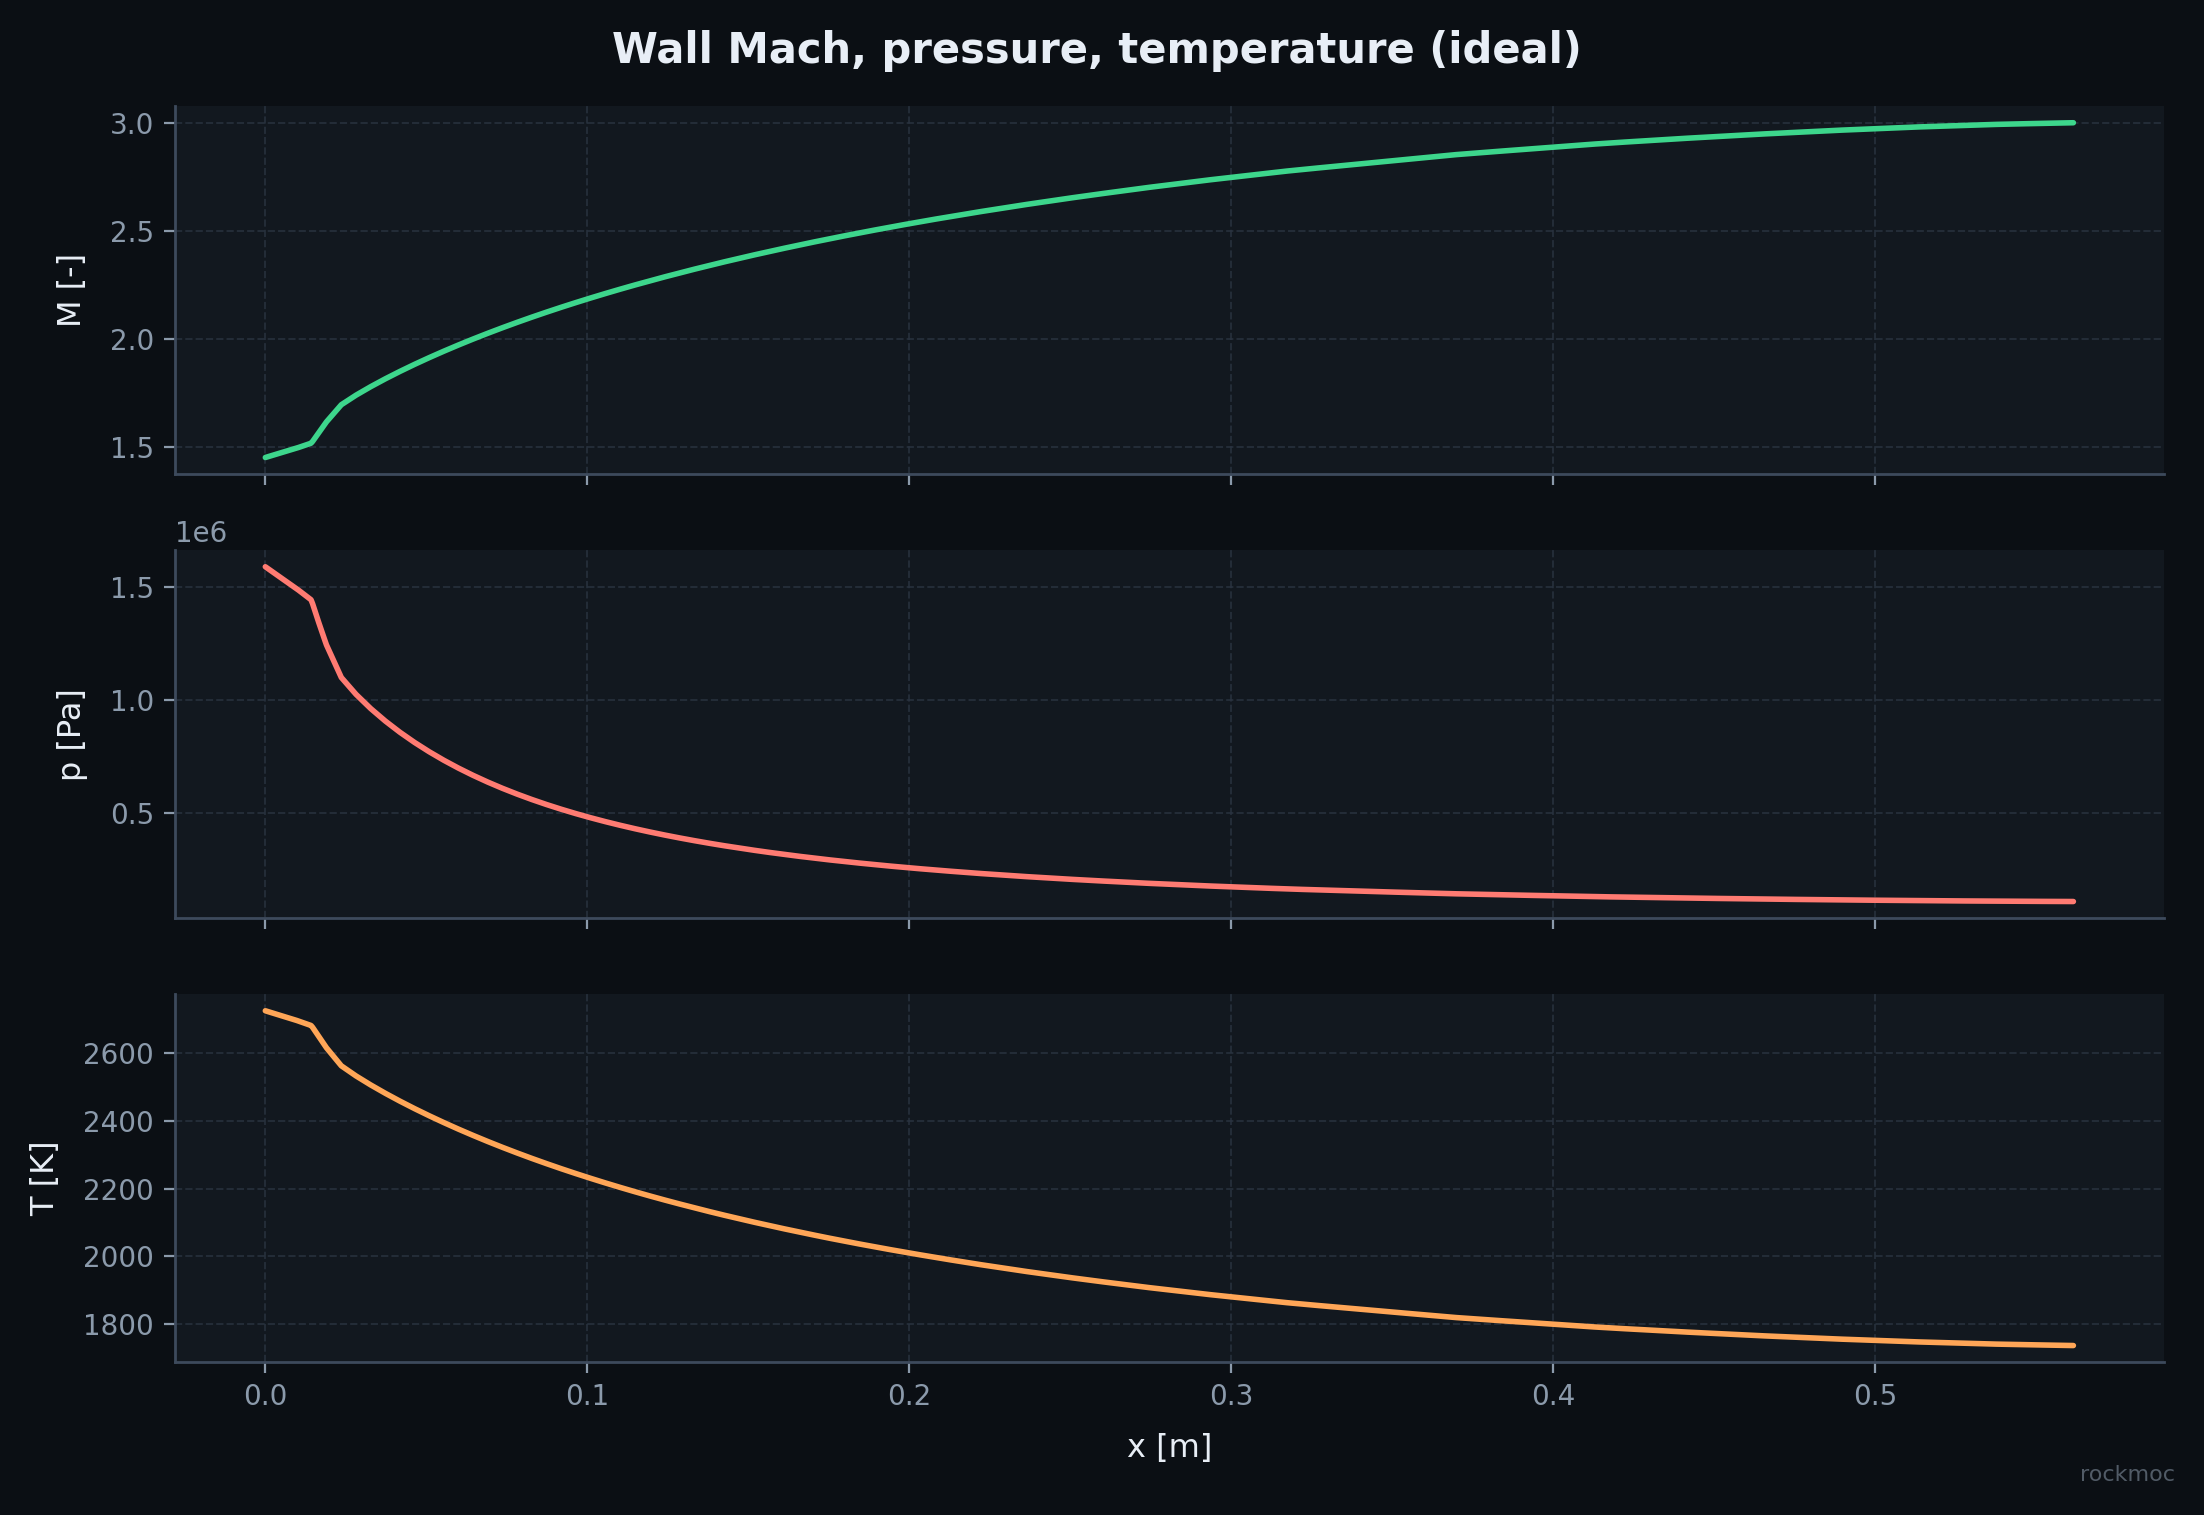 Wall Mach, pressure, temperature (ideal)
3.0
2.5
2.0
1.5
M [-]
1e6
1.5
1.0
0.5
p [Pa]
2600
2400
2200
2000
1800
T [K]
0.0 0.1 0.2 0.3 0.4 0.5
x [m]
rockmoc